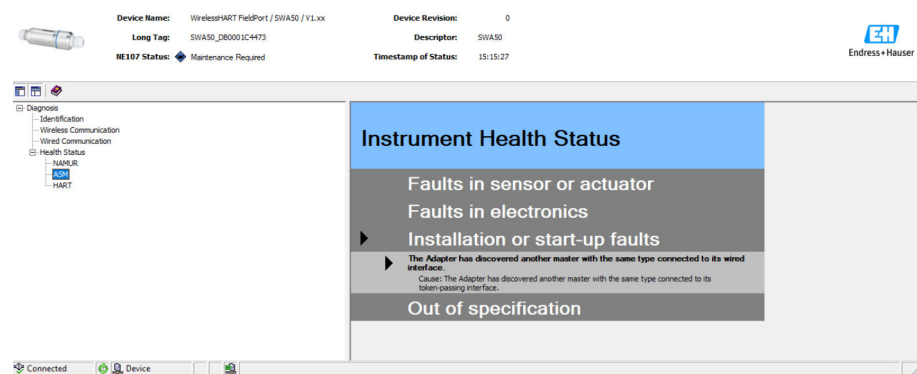 Device Name: WirelessHART FieldPort / SWA50 / V1.xx Device Revision: 0
Long Tag: SWA50_DB0001C4473 Descriptor: SWA50
NE107 Status: Maintenance Required Timestamp of Status: 15:15:27
EH
Endress+Hauser
Diagnosis
Identification
Wireless Communication
Wired Communication
Health Status
NAMUR
ASM
HART
Instrument Health Status
Faults in sensor or actuator
Faults in electronics
Installation or start-up faults
The Adapter has discovered another master with the same type connected to its wired
interface.
Cause: The Adapter has discovered another master with the same type connected to its
token-passing interface.
Out of specification
Connected Device